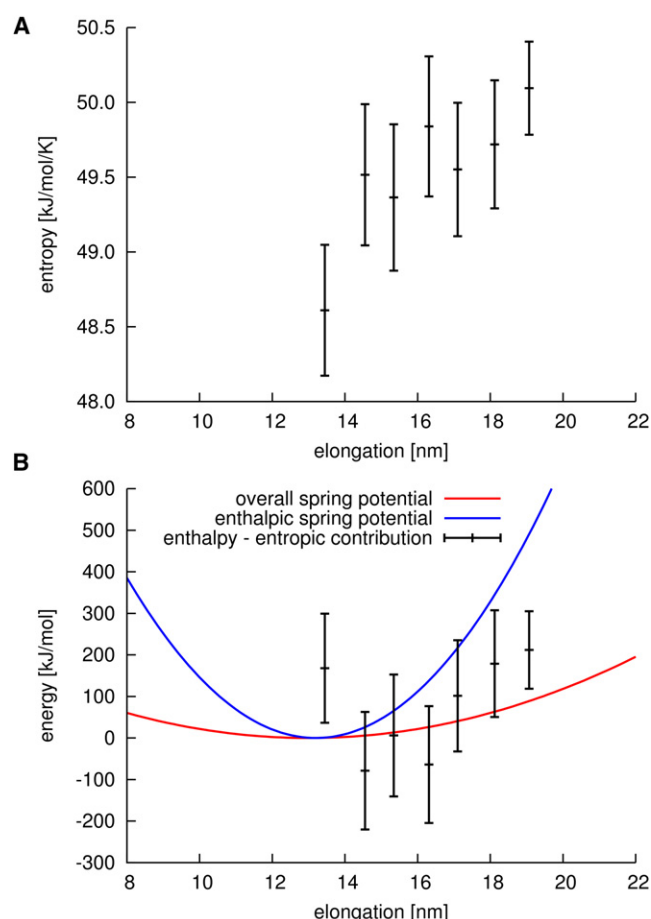 A
50.5
50.0
49.5
49.0
48.5
48.0
entropy [kJ/mol/K]
8 10 12 14 16 18 20 22
elongation [nm]
B
overall spring potential
enthalpic spring potential
enthalpy - entropic contribution
600
500
400
300
200
100
0
-100
-200
-300
energy [kJ/mol]
8 10 12 14 16 18 20 22
elongation [nm]